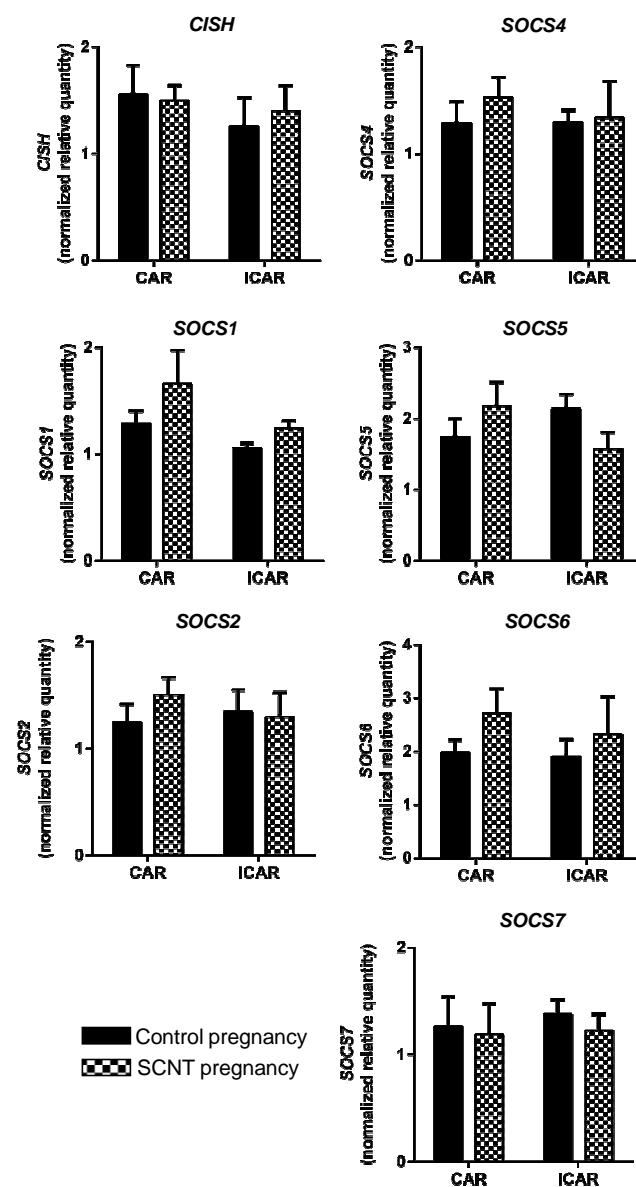 CISH
CISH
(normalized relative quantity)
2
1
0
CAR
ICAR
SOCS4
SOCS4
(normalized relative quantity)
2
1
0
CAR
ICAR
SOCS1
SOCS1
(normalized relative quantity)
2
1
0
CAR
ICAR
SOCS5
SOCS5
(normalized relative quantity)
3
2
1
0
CAR
ICAR
SOCS2
SOCS2
(normalized relative quantity)
2
1
0
CAR
ICAR
SOCS6
SOCS6
(normalized relative quantity)
4
3
2
1
0
CAR
ICAR
SOCS7
SOCS7
(normalized relative quantity)
2
1
0
CAR
ICAR
Control pregnancy
SCNT pregnancy